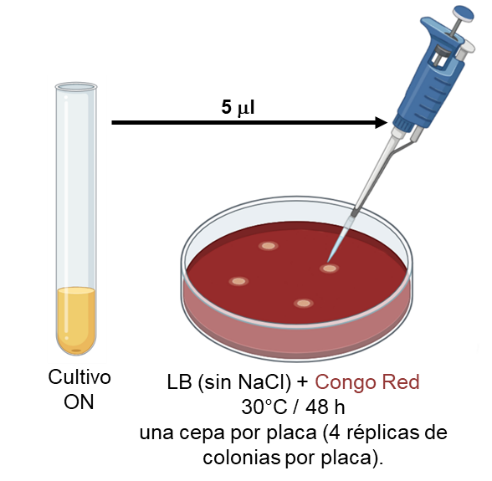 5 µl
Cultivo
ON
LB (sin NaCl) + Congo Red
30°C / 48 h
una cepa por placa (4 réplicas de
colonias por placa).